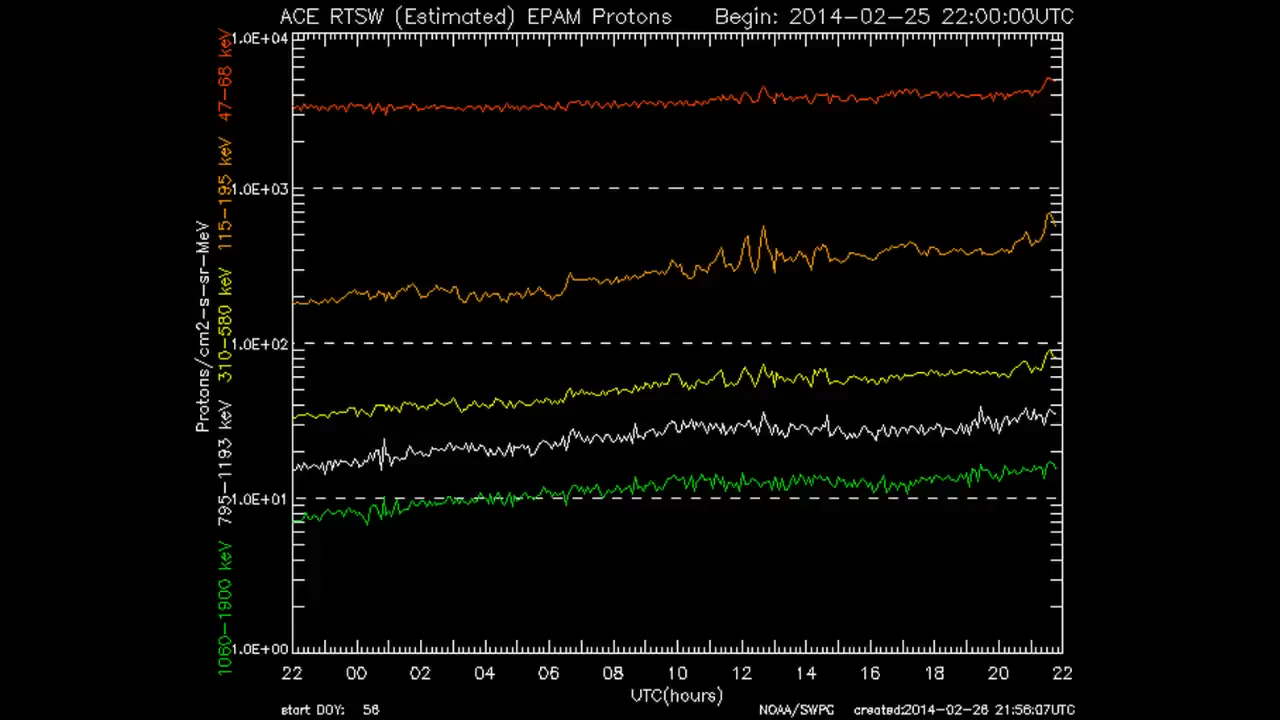 ACE RTSW (Estimated) EPAM Protons Begin: 2014-02-25 22:00:00UTC
Protons/cm2-s-sr-MeV
1060-1900 keV 795-1193 keV 310-580 keV 115-195 keV 47-68 keV
1.0E+04
1.0E+03
1.0E+02
1.0E+01
1.0E+00
22 00 02 04 06 08 10 12 14 16 18 20 22
UTC(hours)
start DOY: 56 NOAA/SWPC created:2014-02-26 21:56:07UTC